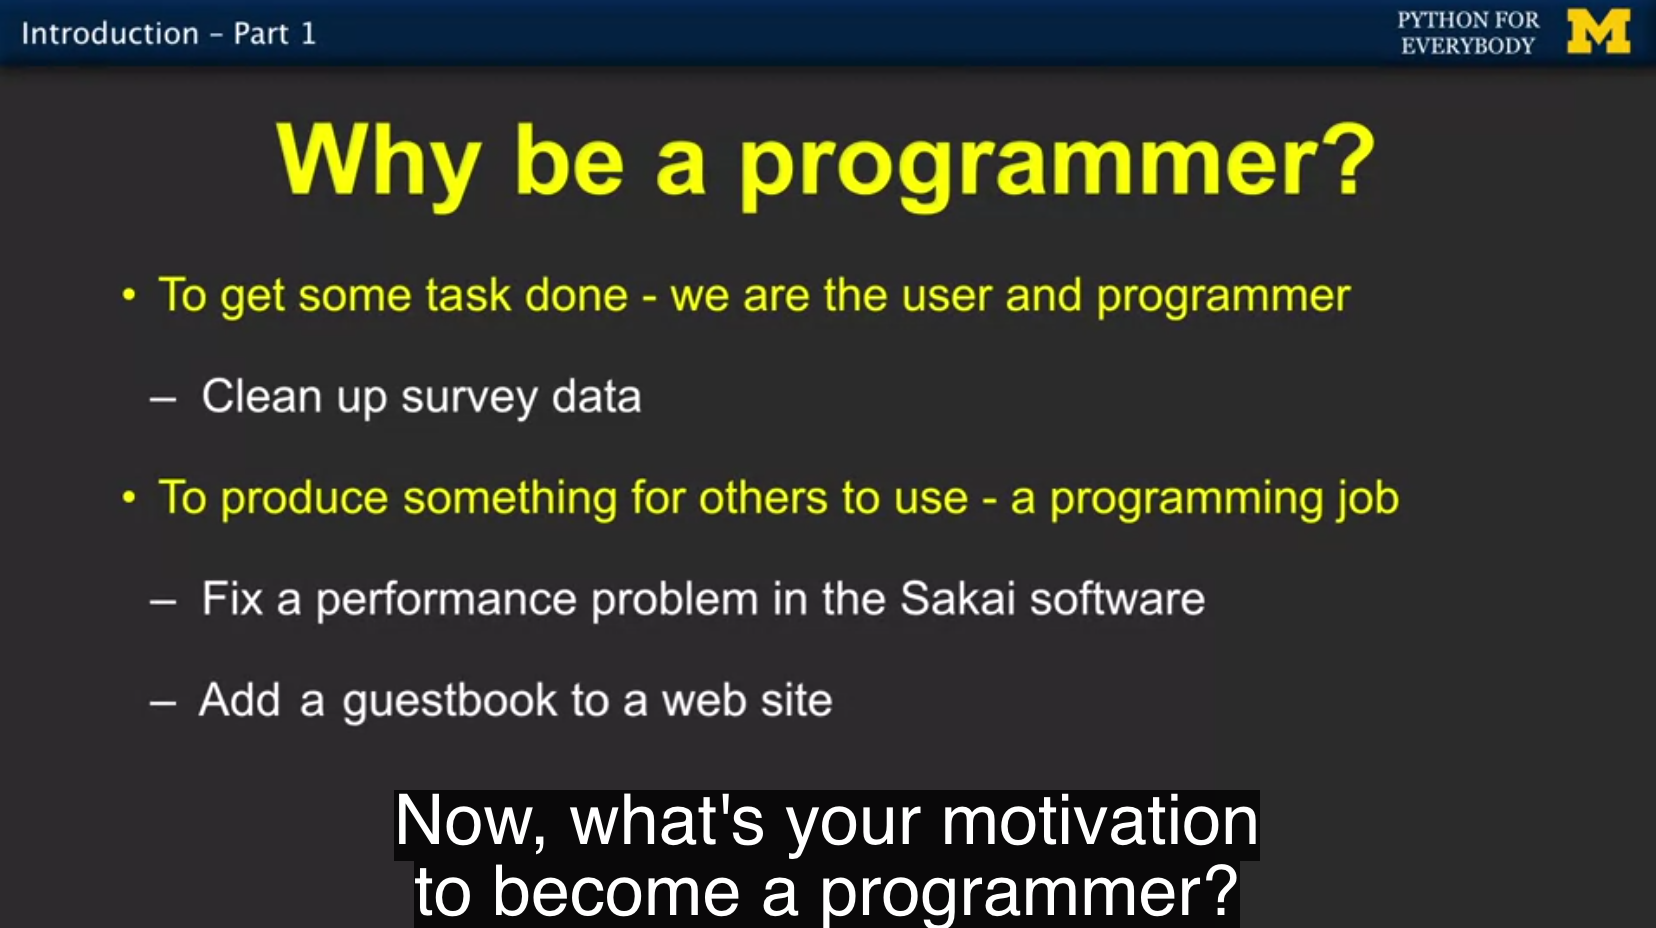 Introduction – Part 1
PYTHON FOR
EVERYBODY
M
Why be a programmer?
• To get some task done - we are the user and programmer
– Clean up survey data
• To produce something for others to use - a programming job
– Fix a performance problem in the Sakai software
– Add a guestbook to a web site
Now, what's your motivation
to become a programmer?